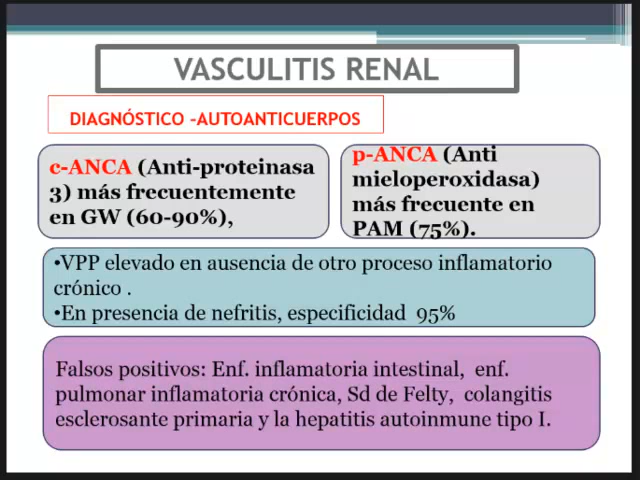 VASCULITIS RENAL
DIAGNÓSTICO -AUTOANTICUERPOS
c-ANCA (Anti-proteinasa
3) más frecuentemente
en GW (60-90%),
p-ANCA (Anti
mieloperoxidasa)
más frecuente en
PAM (75%).
•VPP elevado en ausencia de otro proceso inflamatorio
crónico .
•En presencia de nefritis, especificidad 95%
Falsos positivos: Enf. inflamatoria intestinal, enf.
pulmonar inflamatoria crónica, Sd de Felty, colangitis
esclerosante primaria y la hepatitis autoinmune tipo I.